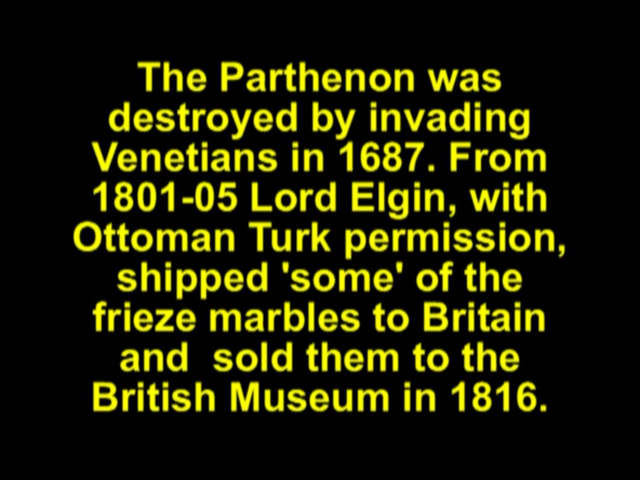 The Parthenon was
destroyed by invading
Venetians in 1687. From
1801-05 Lord Elgin, with
Ottoman Turk permission,
shipped 'some' of the
frieze marbles to Britain
and  sold them to the
British Museum in 1816.